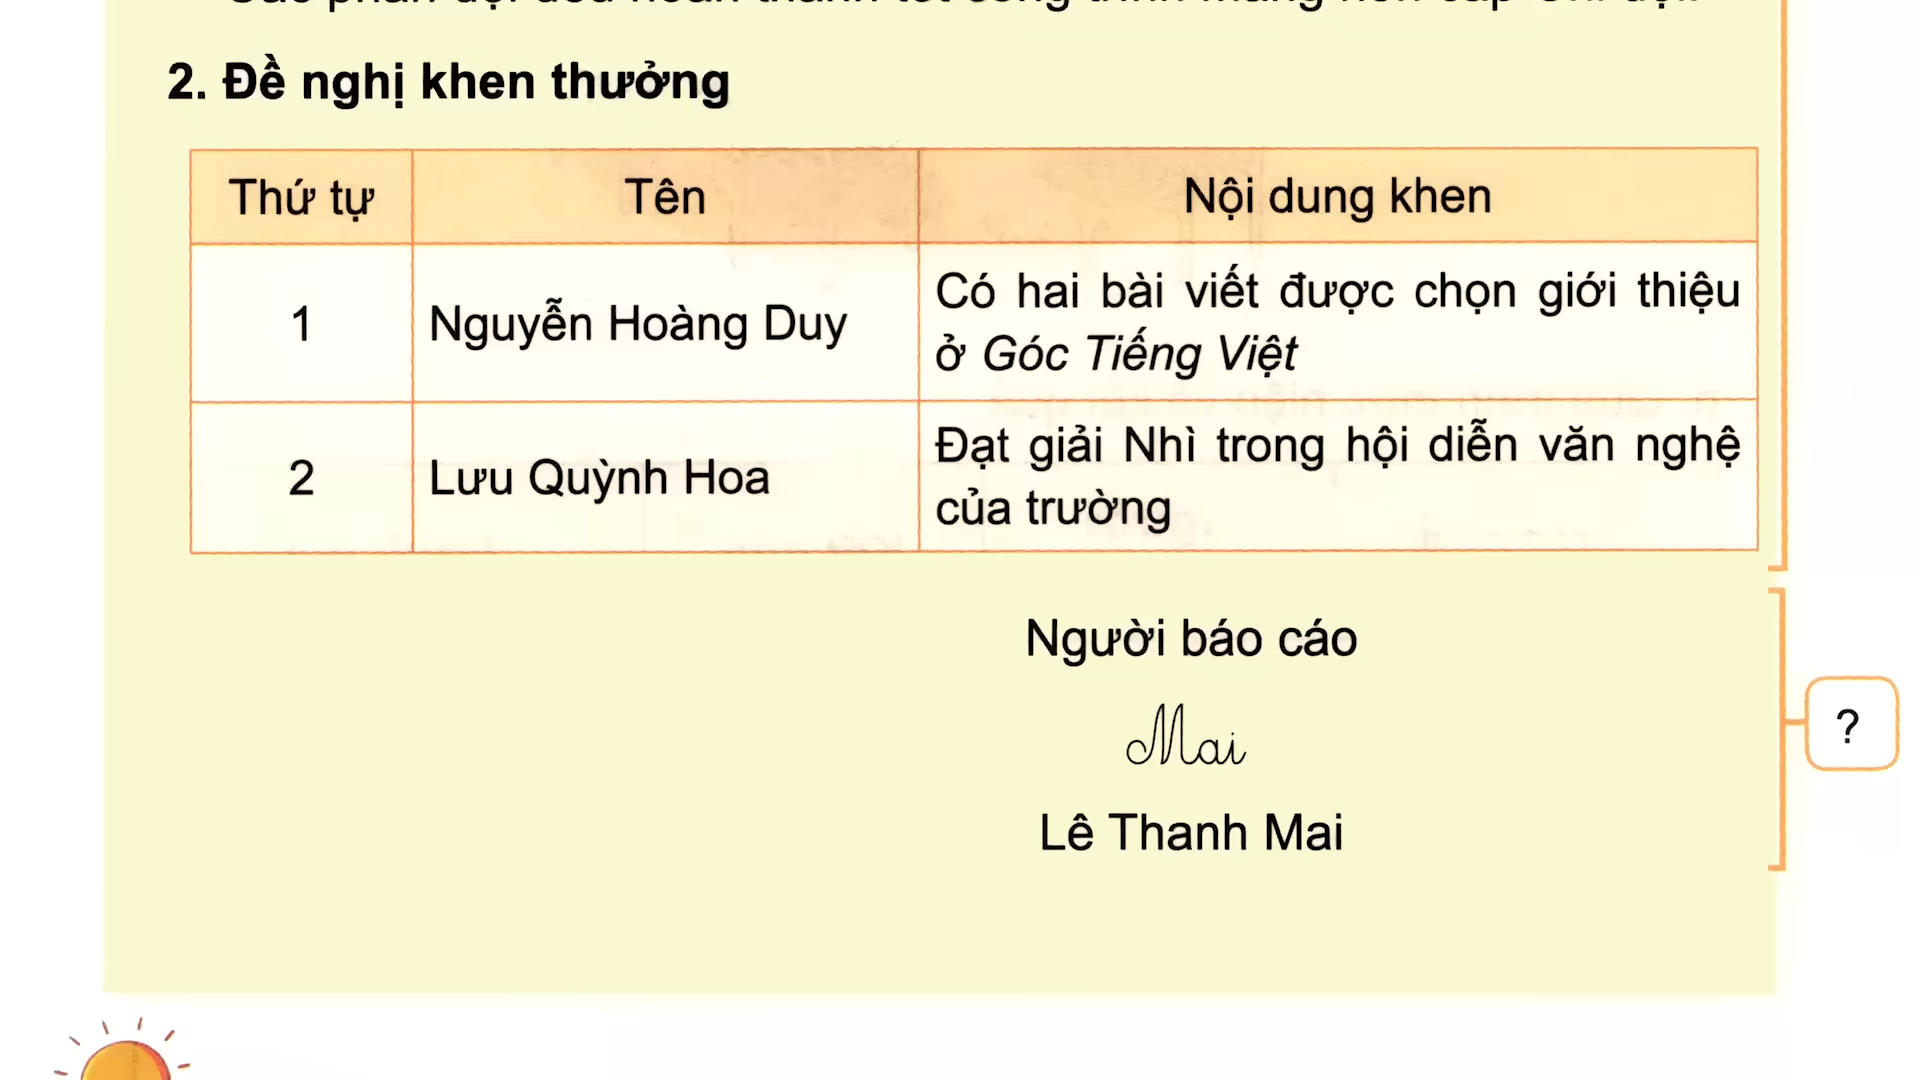 2. Đề nghị khen thưởng
Thứ tự
Tên
Nội dung khen
1
Nguyễn Hoàng Duy
Có hai bài viết được chọn giới thiệu
ở Góc Tiếng Việt
2
Lưu Quỳnh Hoa
Đạt giải Nhì trong hội diễn văn nghệ
của trường
Người báo cáo
Mai
?
Lê Thanh Mai